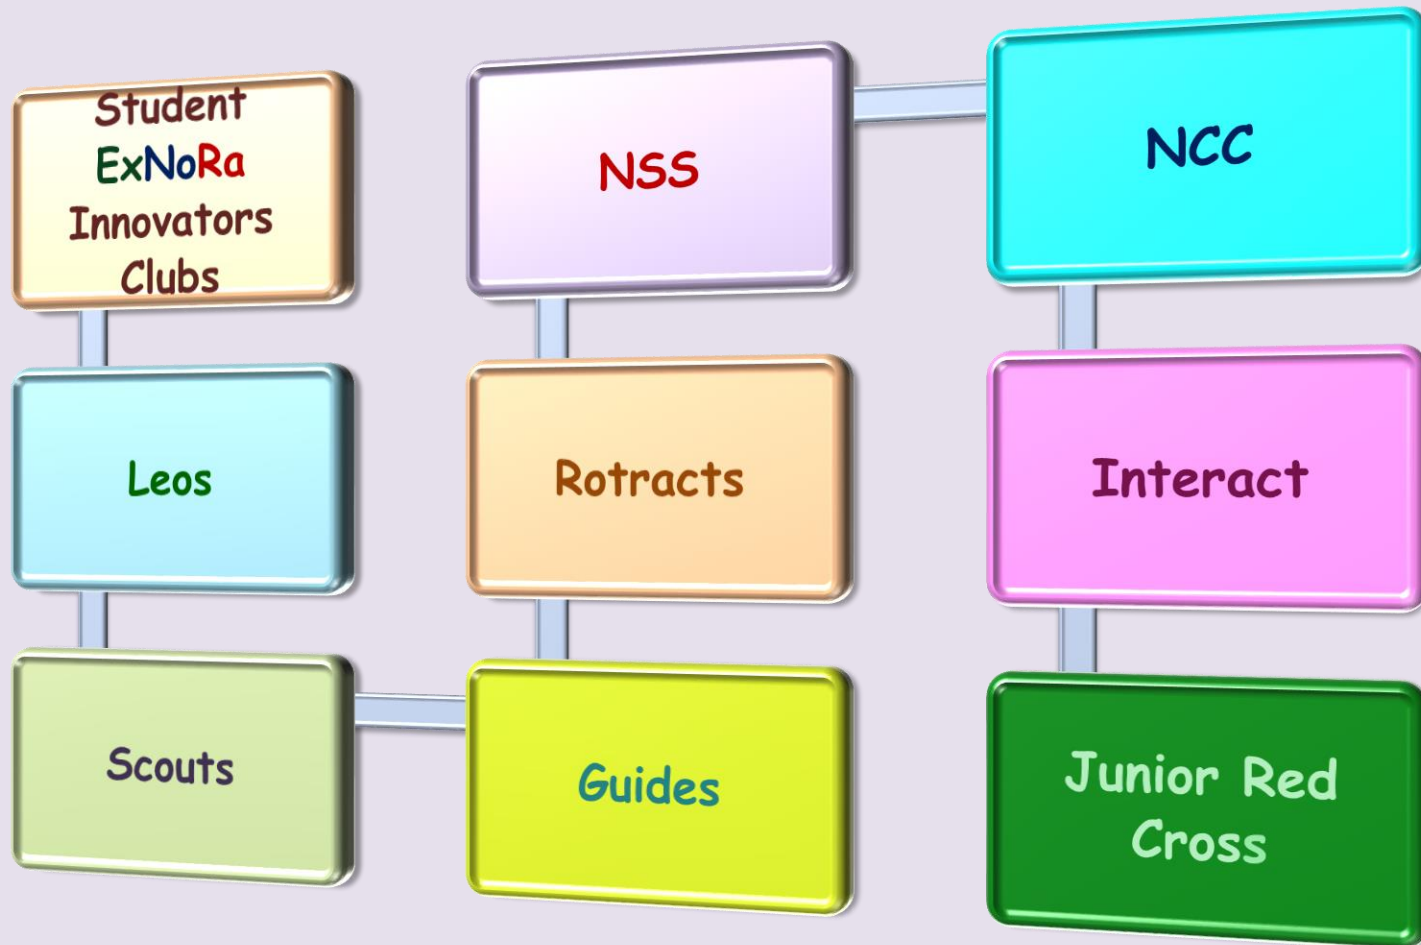 Student
ExNoRa
Innovators
Clubs
NSS
NCC
Leos
Rotracts
Interact
Scouts
Guides
Junior Red
Cross